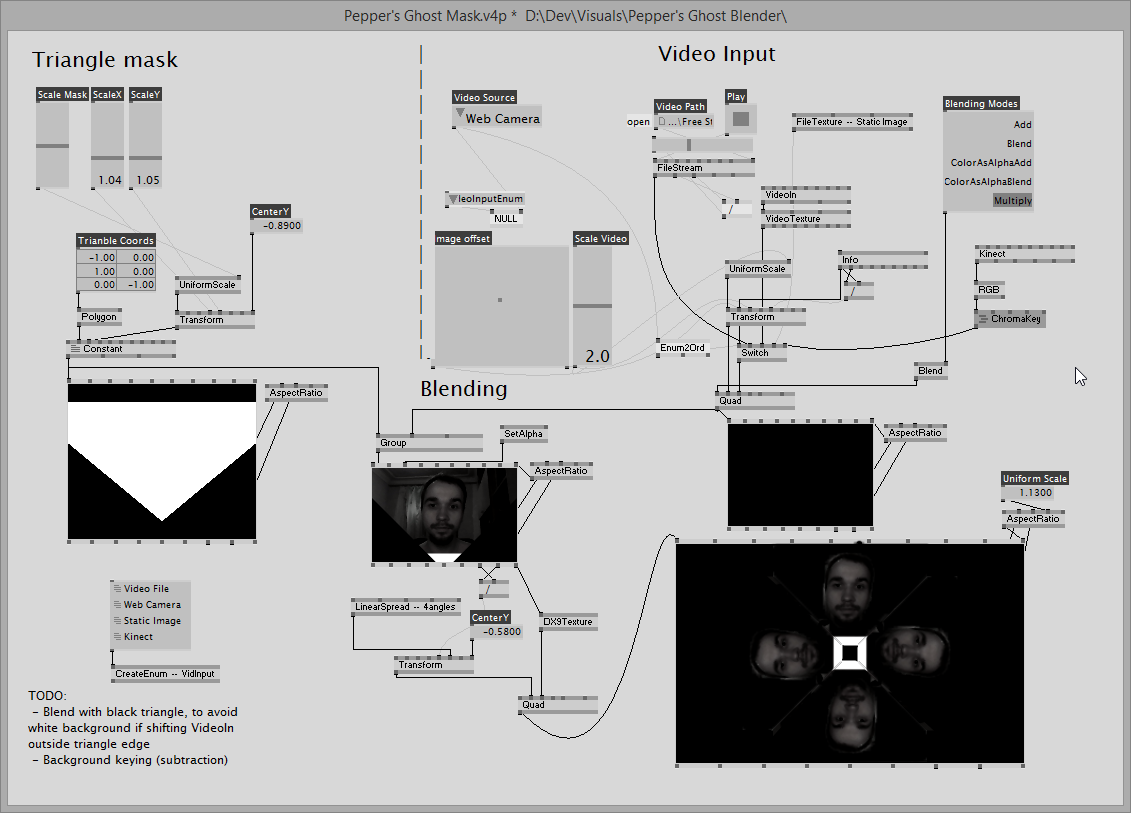 Pepper's Ghost Mask.v4p *  D:\Dev\Visuals\Pepper's Ghost Blender\
Triangle mask
Scale Mask
ScaleX
ScaleY
1.04
1.05
CenterY
-0.8900
Trianble Coords
-1.00 0.00
1.00 0.00
0.00 -1.00
UniformScale
Polygon
Transform
Constant
AspectRatio
Video Input
Video Source
Web Camera
leoInputEnum
NULL
mage offset
Scale Video
2.0
Video Path
Play
open
...\Free St
FileStream
/
FileTexture -- Static Image
VideoIn
VideoTexture
UniformScale
Info
/
Transform
Enum2Ord
Switch
Quad
Blending Modes
Add
Blend
ColorAsAlphaAdd
ColorAsAlphaBlend
Multiply
Kinect
RGB
ChromaKey
Blend
AspectRatio
Blending
Group
SetAlpha
AspectRatio
/
LinearSpread -- 4angles
CenterY
-0.5800
DX9Texture
Transform
Quad
Uniform Scale
1.1300
AspectRatio
Video File
Web Camera
Static Image
Kinect
CreateEnum -- VidInput
TODO:
- Blend with black triangle, to avoid
white background if shifting VideoIn
outside triangle edge
- Background keying (subtraction)